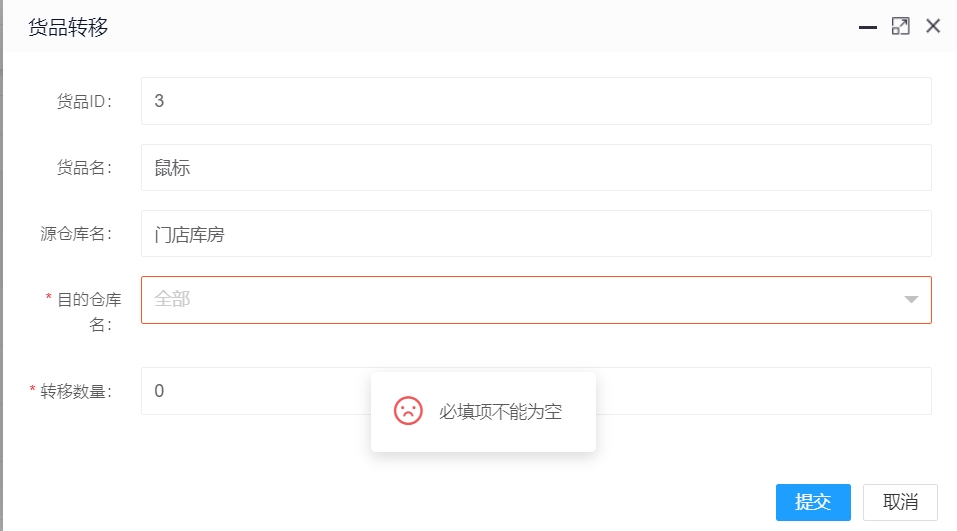 货品转移
货品ID： 3
货品名： 鼠标
源仓库名： 门店库房
* 目的仓库 全部
名：
* 转移数量： 0
必填项不能为空
提交 取消